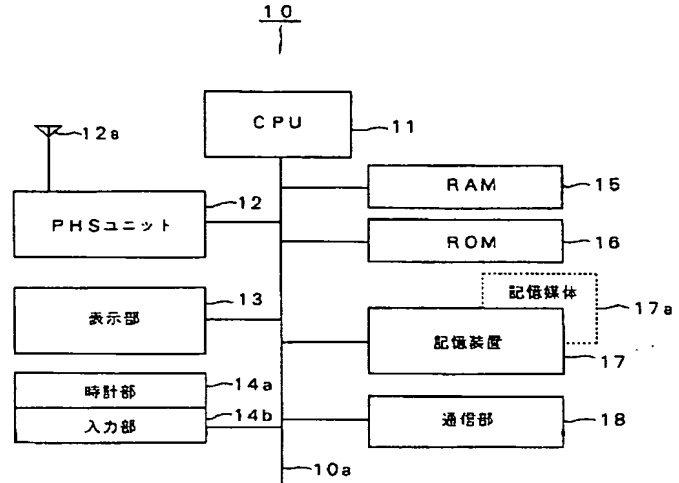 10
CPU
11
12a
PHSユニット
12
RAM
15
ROM
16
表示部
13
記憶媒体
17a
記憶装置
17
時計部
14a
入力部
14b
通信部
18
10a